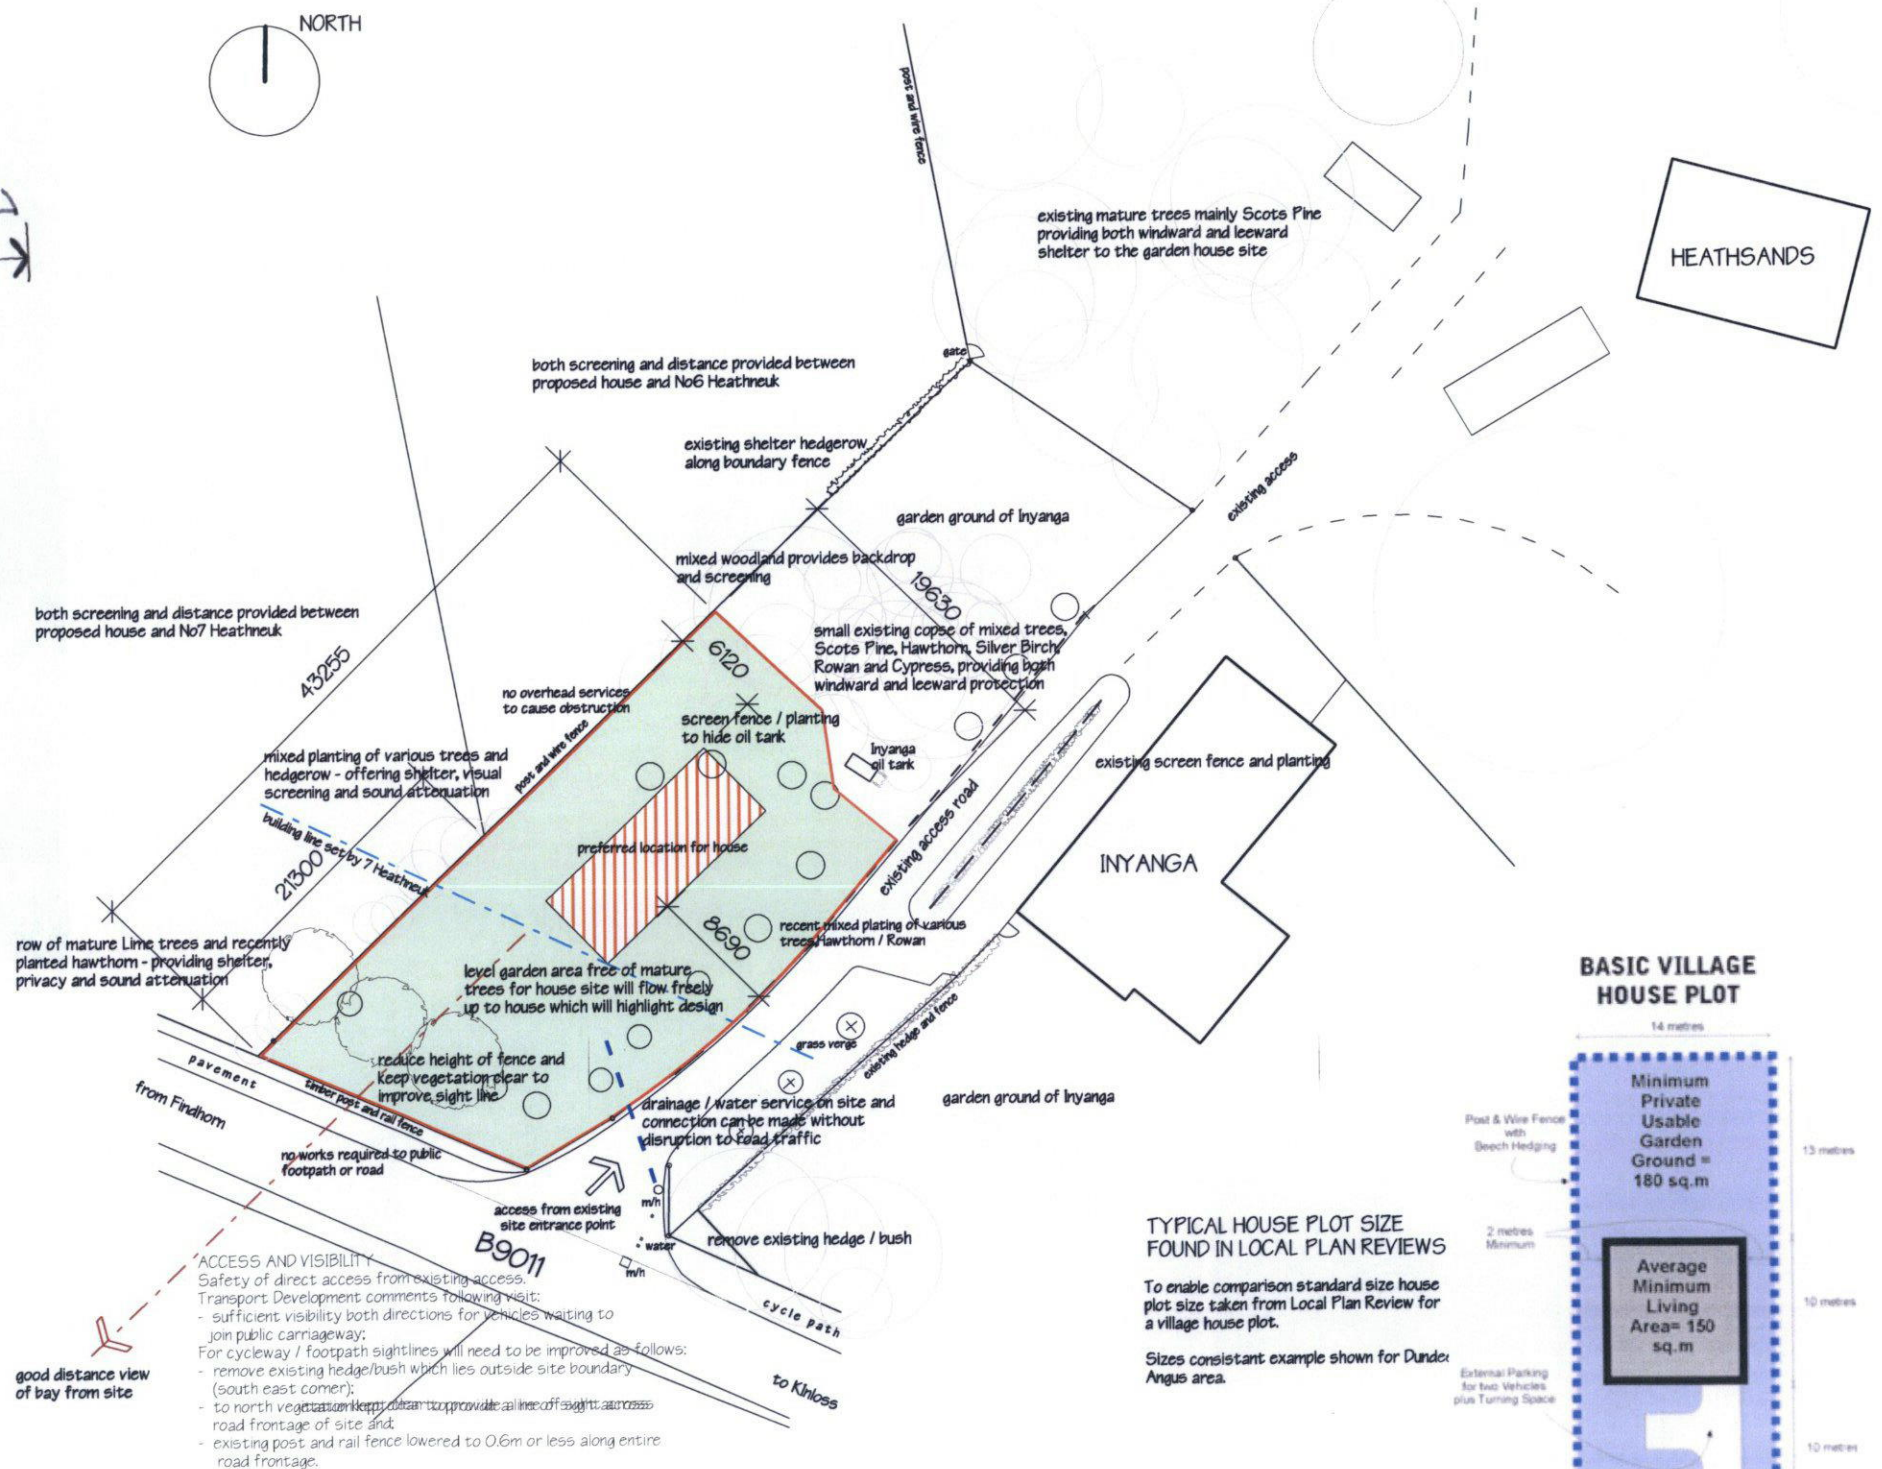 NORTH
post and wire fence
existing mature trees mainly Scots Pine
providing both windward and leeward
shelter to the garden house site
HEATHSANDS
both screening and distance provided between
proposed house and No6 Heathneuk
gate
existing shelter hedgerow
along boundary fence
existing access
garden ground of Inyanga
mixed woodland provides backdrop
and screening
19630
both screening and distance provided between
proposed house and No7 Heathneuk
43255
6120
small existing copse of mixed trees,
Scots Pine, Hawthorn, Silver Birch,
Rowan and Cypress, providing both
windward and leeward protection
no overhead services
to cause obstruction
screen fence / planting
to hide oil tank
post and wire fence
mixed planting of various trees and
hedgerow - offering shelter, visual
screening and sound attenuation
Inyanga
oil tank
existing screen fence and planting
building line set by 7 Heathneuk
21300
preferred location for house
existing access road
INYANGA
8690
recent mixed plating of various
trees, Hawthorn / Rowan
row of mature Lime trees and recently
planted hawthorn - providing shelter,
privacy and sound attenuation
level garden area free of mature
trees for house site will flow freely
up to house which will highlight design
grass verge
existing hedge and fence
pavement
from Findhorn
timber post and rail fence
reduce height of fence and
keep vegetation clear to
improve sight line
drainage / water service on site and
connection can be made without
disruption to road traffic
garden ground of Inyanga
no works required to public
footpath or road
access from existing
site entrance point
m/h
water
m/h
remove existing hedge / bush
B9011
cycle path
to Kinloss
good distance view
of bay from site
ACCESS AND VISIBILITY
Safety of direct access from existing access.
Transport Development comments following visit:
- sufficient visibility both directions for vehicles waiting to
join public carriageway;
For cycleway / footpath sightlines will need to be improved as follows:
- remove existing hedge/bush which lies outside site boundary
(south east corner);
- to north vegetation kept clear to provide a line of sight across
road frontage of site and;
- existing post and rail fence lowered to 0.6m or less along entire
road frontage.
TYPICAL HOUSE PLOT SIZE
FOUND IN LOCAL PLAN REVIEWS
To enable comparison standard size house
plot size taken from Local Plan Review for
a village house plot.
Sizes consistant example shown for Dundee
Angus area.
BASIC VILLAGE
HOUSE PLOT
14 metres
Minimum
Private
Usable
Garden
Ground =
180 sq.m
Post & Wire Fence
with
Beech Hedging
13 metres
2 metres
Minimum
Average
Minimum
Living
Area= 150
sq.m
10 metres
External Parking
for two Vehicles
plus Turning Space
10 metres